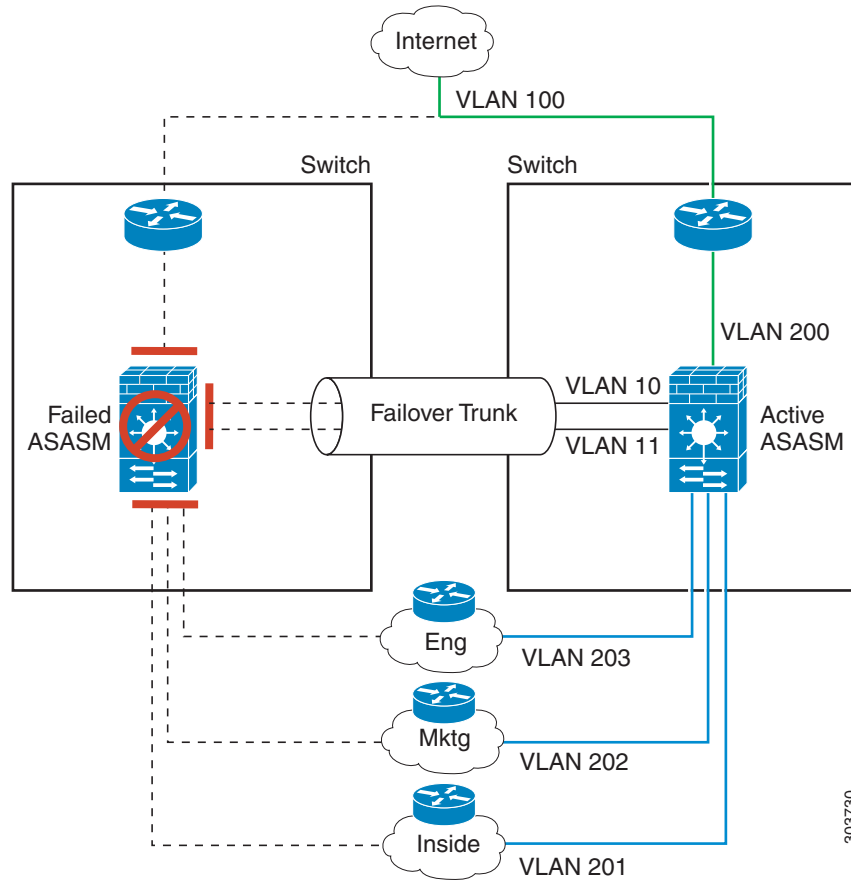 Internet
VLAN 100
Switch
Switch
VLAN 200
Failed
ASASM
Failover Trunk
VLAN 10
VLAN 11
Active
ASASM
Eng
VLAN 203
Mktg
VLAN 202
Inside
VLAN 201
303730